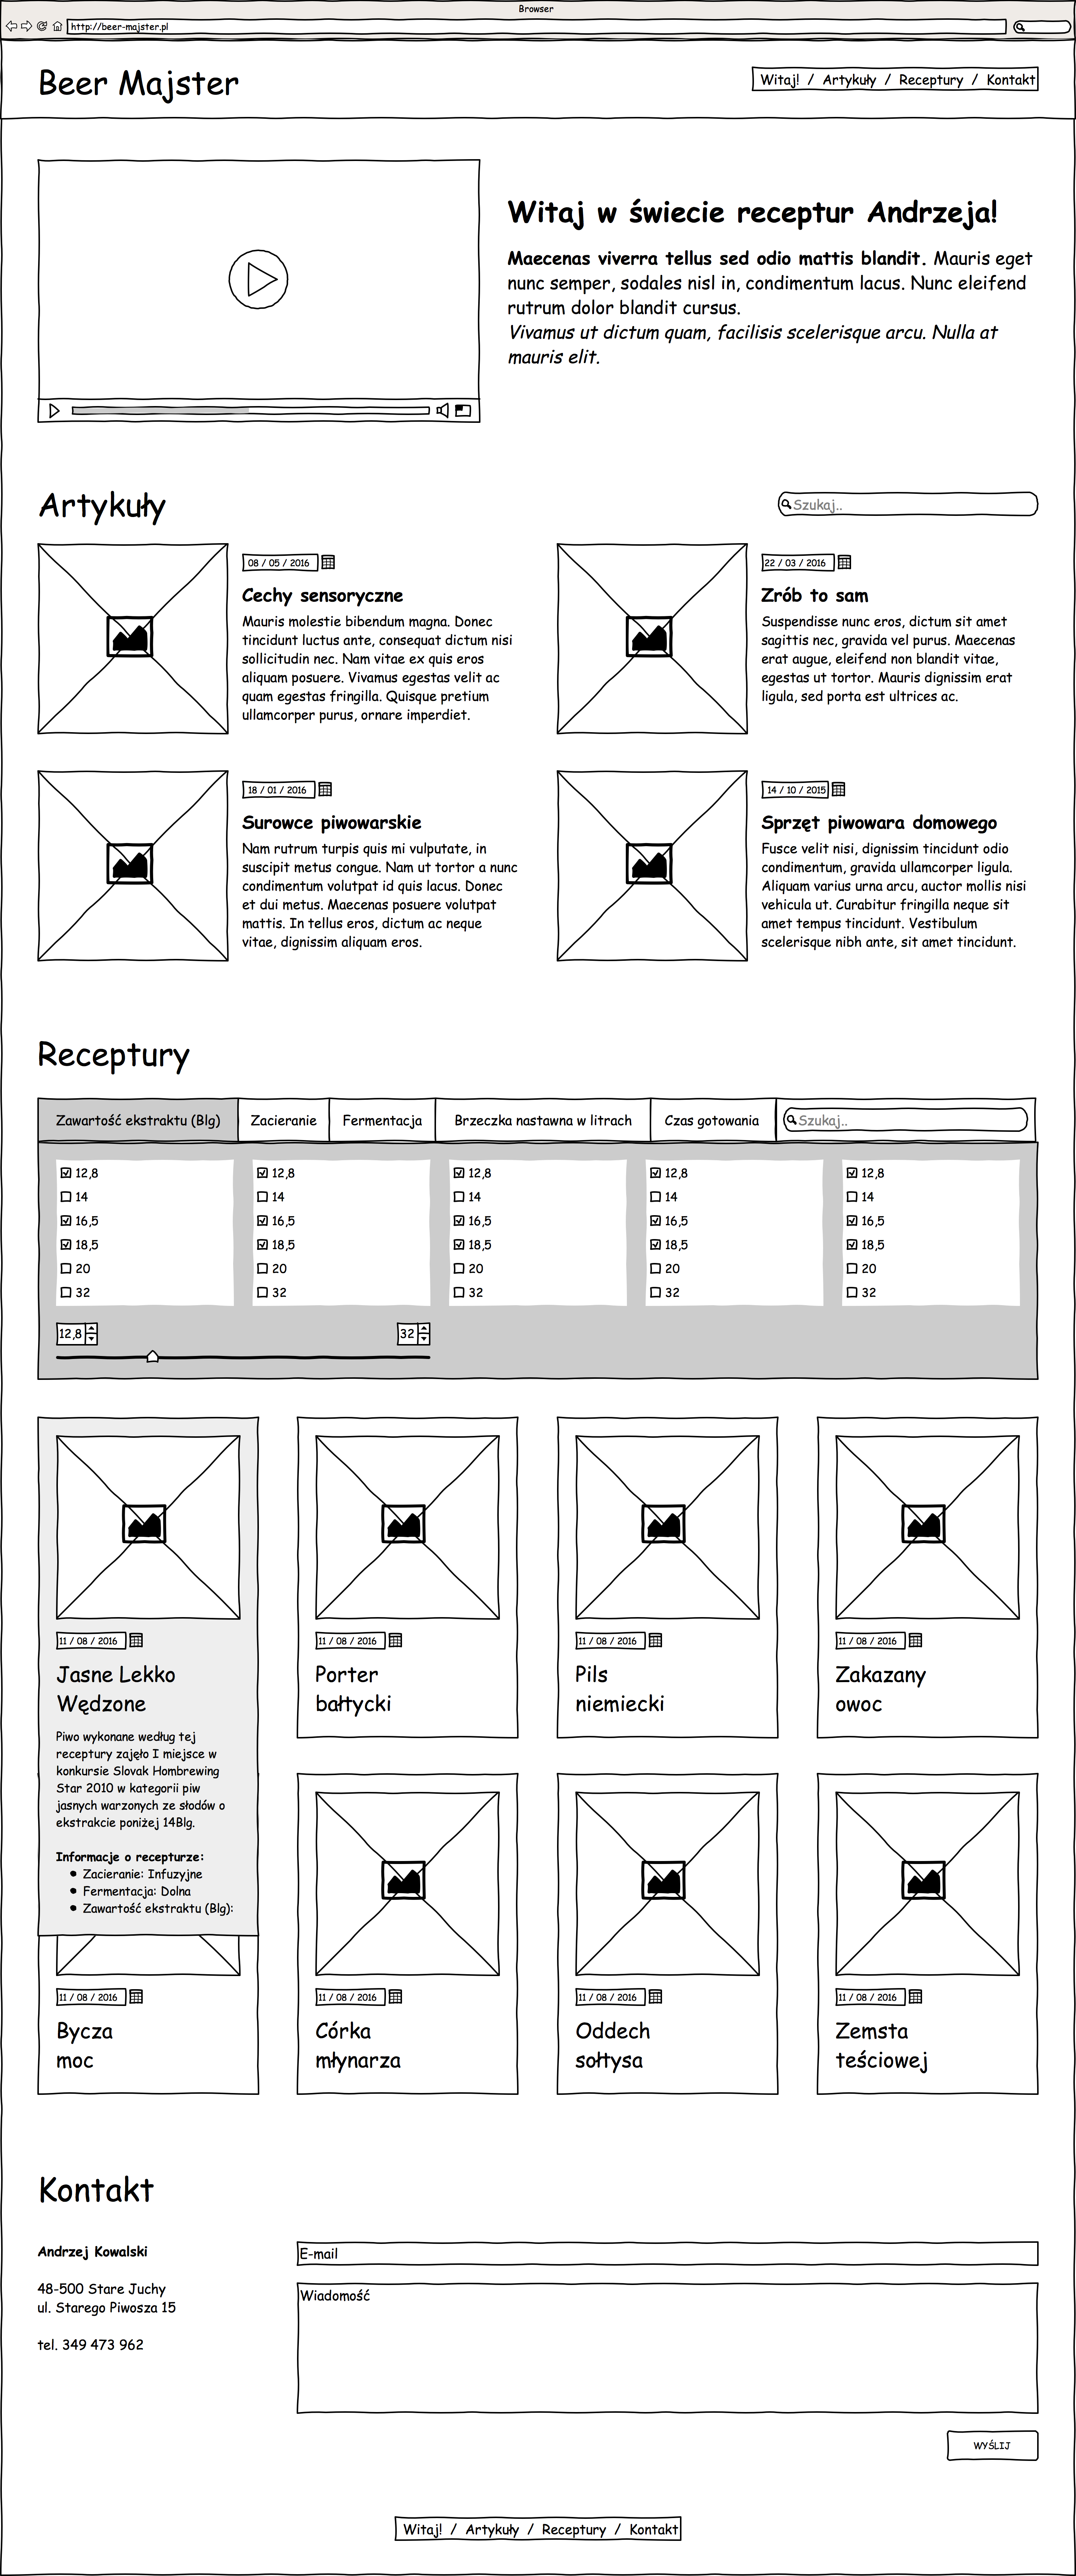 Browser
http://beer-majster.pl
Beer Majster
Witaj! / Artykuły / Receptury / Kontakt
Witaj w świecie receptur Andrzeja!
Maecenas viverra tellus sed odio mattis blandit. Mauris eget
nunc semper, sodales nisl in, condimentum lacus. Nunc eleifend
rutrum dolor blandit cursus.
Vivamus ut dictum quam, facilisis scelerisque arcu. Nulla at
mauris elit.
Artykuły
Szukaj..
08 / 05 / 2016
Cechy sensoryczne
Mauris molestie bibendum magna. Donec
tincidunt luctus ante, consequat dictum nisi
sollicitudin nec. Nam vitae ex quis eros
aliquam posuere. Vivamus egestas velit ac
quam egestas fringilla. Quisque pretium
ullamcorper purus, ornare imperdiet.
22 / 03 / 2016
Zrób to sam
Suspendisse nunc eros, dictum sit amet
sagittis nec, gravida vel purus. Maecenas
erat augue, eleifend non blandit vitae,
egestas ut tortor. Mauris dignissim erat
ligula, sed porta est ultrices ac.
18 / 01 / 2016
Surowce piwowarskie
Nam rutrum turpis quis mi vulputate, in
suscipit metus congue. Nam ut tortor a nunc
condimentum volutpat id quis lacus. Donec
et dui metus. Maecenas posuere volutpat
mattis. In tellus eros, dictum ac neque
vitae, dignissim aliquam eros.
14 / 10 / 2015
Sprzęt piwowara domowego
Fusce velit nisi, dignissim tincidunt odio
condimentum, gravida ullamcorper ligula.
Aliquam varius urna arcu, auctor mollis nisi
vehicula ut. Curabitur fringilla neque sit
amet tempus tincidunt. Vestibulum
scelerisque nibh ante, sit amet tincidunt.
Receptury
Zawartość ekstraktu (Blg) Zacieranie Fermentacja Brzeczka nastawna w litrach Czas gotowania Szukaj..
12,8 12,8 12,8 12,8 12,8
14 14 14 14 14
16,5 16,5 16,5 16,5 16,5
18,5 18,5 18,5 18,5 18,5
20 20 20 20 20
32 32 32 32 32
12,8 32
11 / 08 / 2016
Jasne Lekko
Wędzone
Piwo wykonane według tej
receptury zajęło I miejsce w
konkursie Slovak Hombrewing
Star 2010 w kategorii piw
jasnych warzonych ze słodów o
ekstrakcie poniżej 14Blg.
Informacje o recepturze:
Zacieranie: Infuzyjne
Fermentacja: Dolna
Zawartość ekstraktu (Blg):
11 / 08 / 2016
Porter
bałtycki
11 / 08 / 2016
Pils
niemiecki
11 / 08 / 2016
Zakazany
owoc
11 / 08 / 2016
Bycza
moc
11 / 08 / 2016
Córka
młynarza
11 / 08 / 2016
Oddech
sołtysa
11 / 08 / 2016
Zemsta
teściowej
Kontakt
Andrzej Kowalski
48-500 Stare Juchy
ul. Starego Piwosza 15
tel. 349 473 962
E-mail
Wiadomość
WYŚLIJ
Witaj! / Artykuły / Receptury / Kontakt